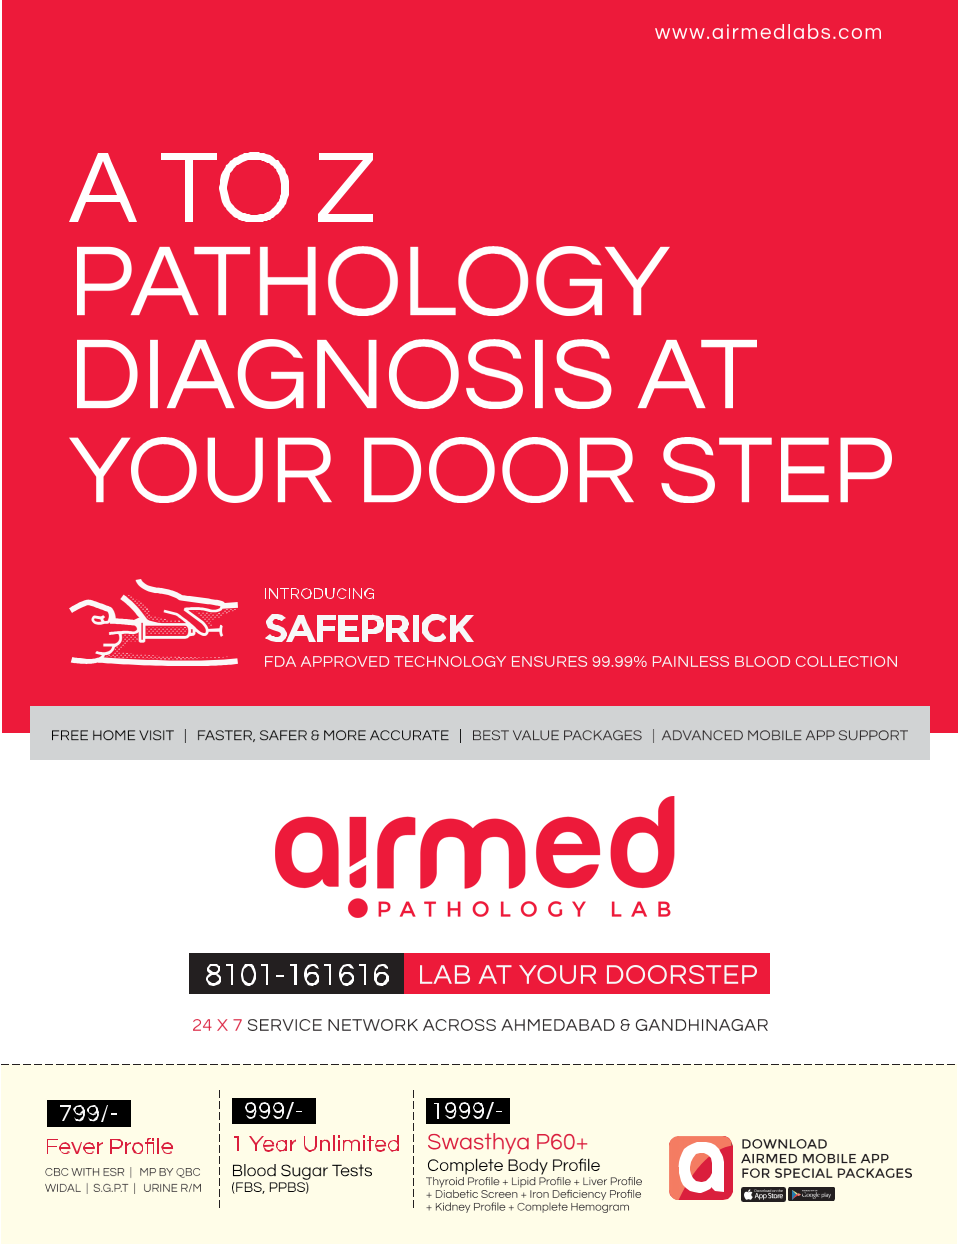 www.airmedlabs.com
A TO Z
PATHOLOGY
DIAGNOSIS AT
YOUR DOOR STEP
INTRODUCING
SAFEPRICK
FDA APPROVED TECHNOLOGY ENSURES 99.99% PAINLESS BLOOD COLLECTION
FREE HOME VISIT | FASTER, SAFER & MORE ACCURATE | BEST VALUE PACKAGES | ADVANCED MOBILE APP SUPPORT
airmed
PATHOLOGY LAB
8101-161616 LAB AT YOUR DOORSTEP
24 X 7 SERVICE NETWORK ACROSS AHMEDABAD & GANDHINAGAR
799/-
Fever Profile
CBC WITH ESR | MP BY QBC
WIDAL | S.G.P.T | URINE R/M
999/-
1 Year Unlimited
Blood Sugar Tests
(FBS, PPBS)
1999/-
Swasthya P60+
Complete Body Profile
Thyroid Profile + Lipid Profile + Liver Profile
+ Diabetic Screen + Iron Deficiency Profile
+ Kidney Profile + Complete Hemogram
a
DOWNLOAD
AIRMED MOBILE APP
FOR SPECIAL PACKAGES
App Store Google play